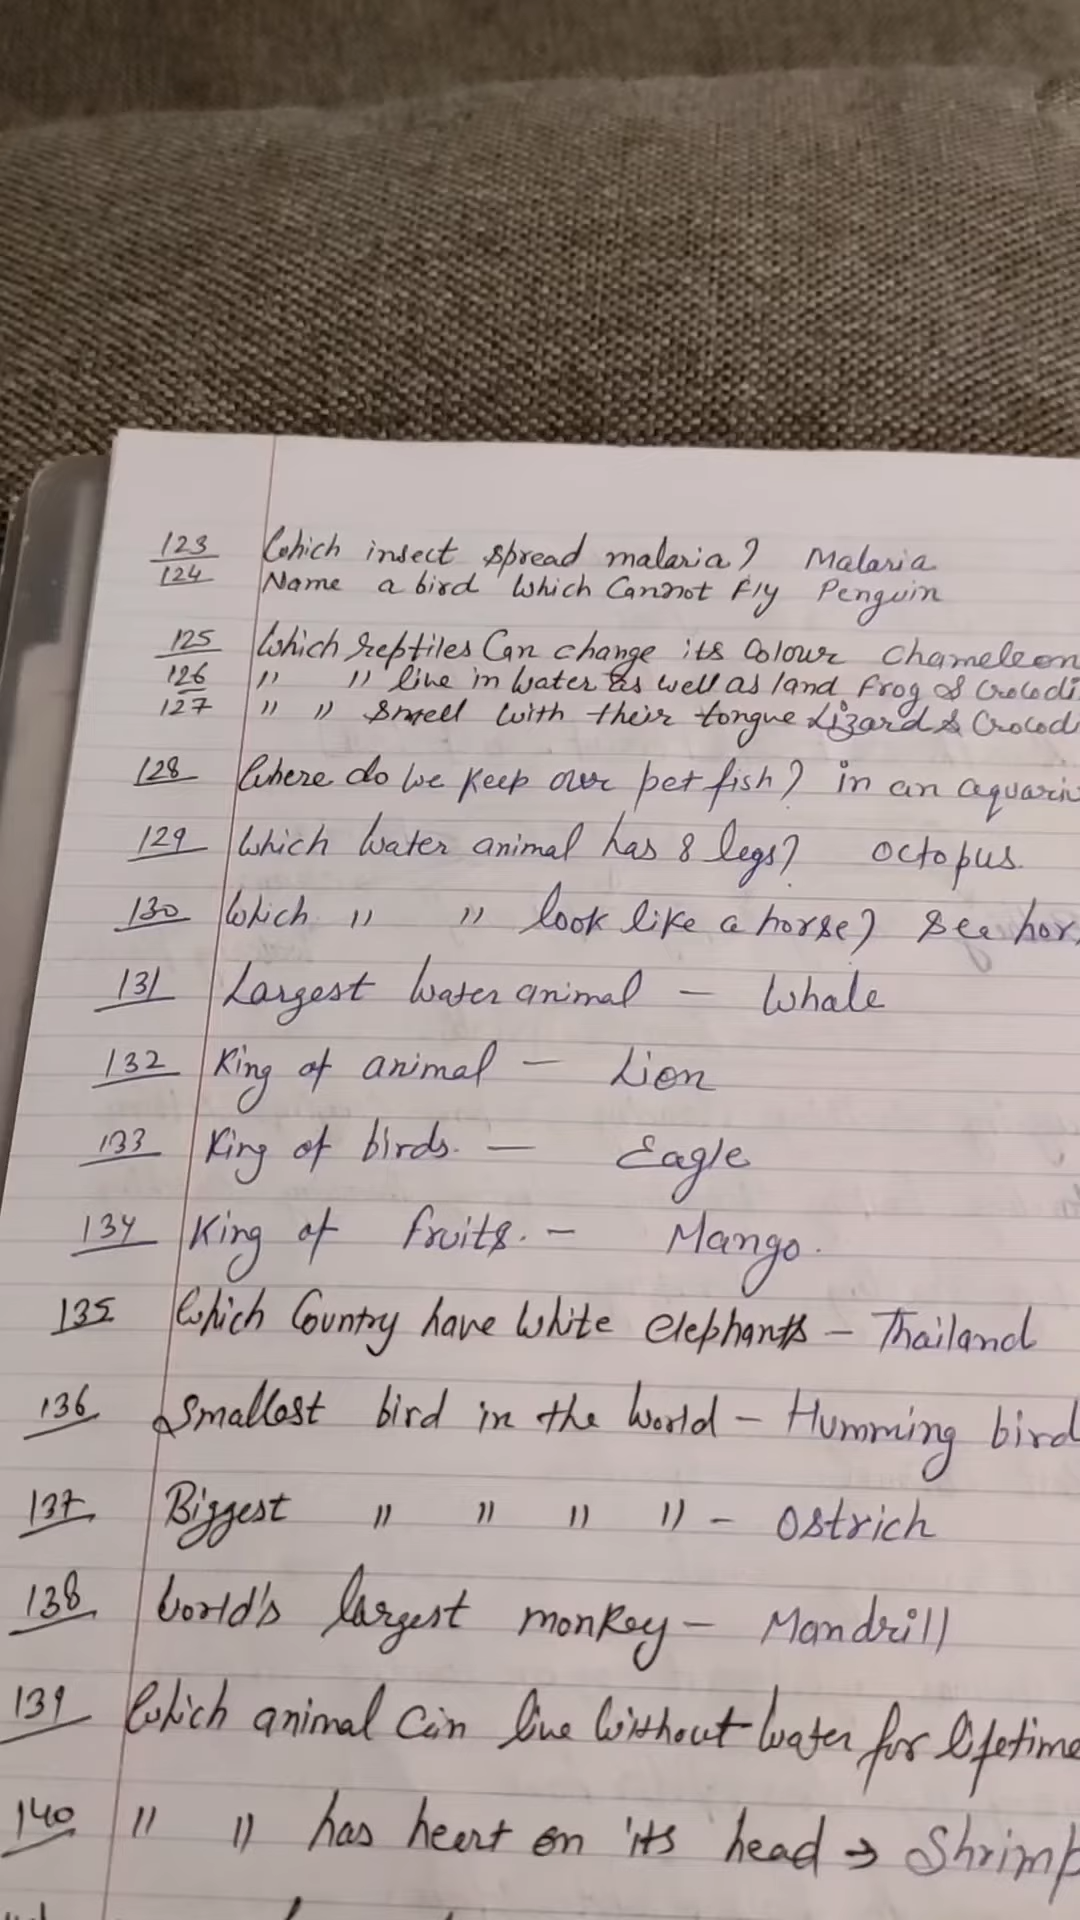 123 Which insect spread malaria? Malaria
124 Name a bird which Cannot Fly Penguin
125 Which reptiles Can change its Colour Chameleon
126 " " live in water as well as land Frog & Crocodi
127 " " Smell with their tongue Lizard & Crocod
128 Where do we keep our pet fish? in an aquariu
129 Which water animal has 8 legs? Octopus.
130 Which " " look like a horse? See hor
131 Largest water animal – Whale
132 King of animal – Lion
133 King of birds. – Eagle
134 King of fruits. – Mango.
135 Which Country have white elephants – Thailand
136 Smallest bird in the world – Humming bird
137 Biggest " " " " – Ostrich
138 World's largest monkey – Mandrill
139 Which animal can live without water for lifetime
140 " " has heart on its head → Shrimp